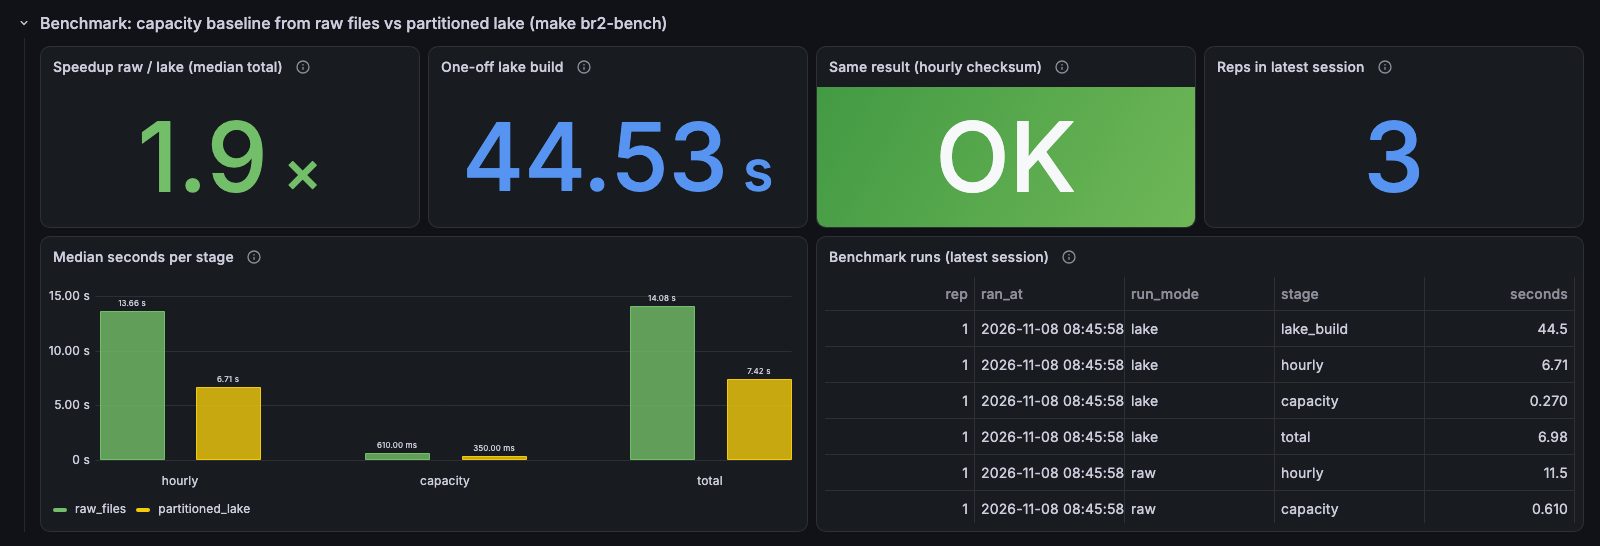 Benchmark: capacity baseline from raw files vs partitioned lake (make br2-bench)
Speedup raw / lake (median total)
1.9 ×
One-off lake build
44.53 s
Same result (hourly checksum)
OK
Reps in latest session
3
Median seconds per stage
15.00 s
10.00 s
5.00 s
0 s
13.66 s
6.71 s
610.00 ms
350.00 ms
14.08 s
7.42 s
hourly capacity total
raw_files partitioned_lake
Benchmark runs (latest session)
rep ran_at run_mode stage seconds
1 2026-11-08 08:45:58 lake lake_build 44.5
1 2026-11-08 08:45:58 lake hourly 6.71
1 2026-11-08 08:45:58 lake capacity 0.270
1 2026-11-08 08:45:58 lake total 6.98
1 2026-11-08 08:45:58 raw hourly 11.5
1 2026-11-08 08:45:58 raw capacity 0.610